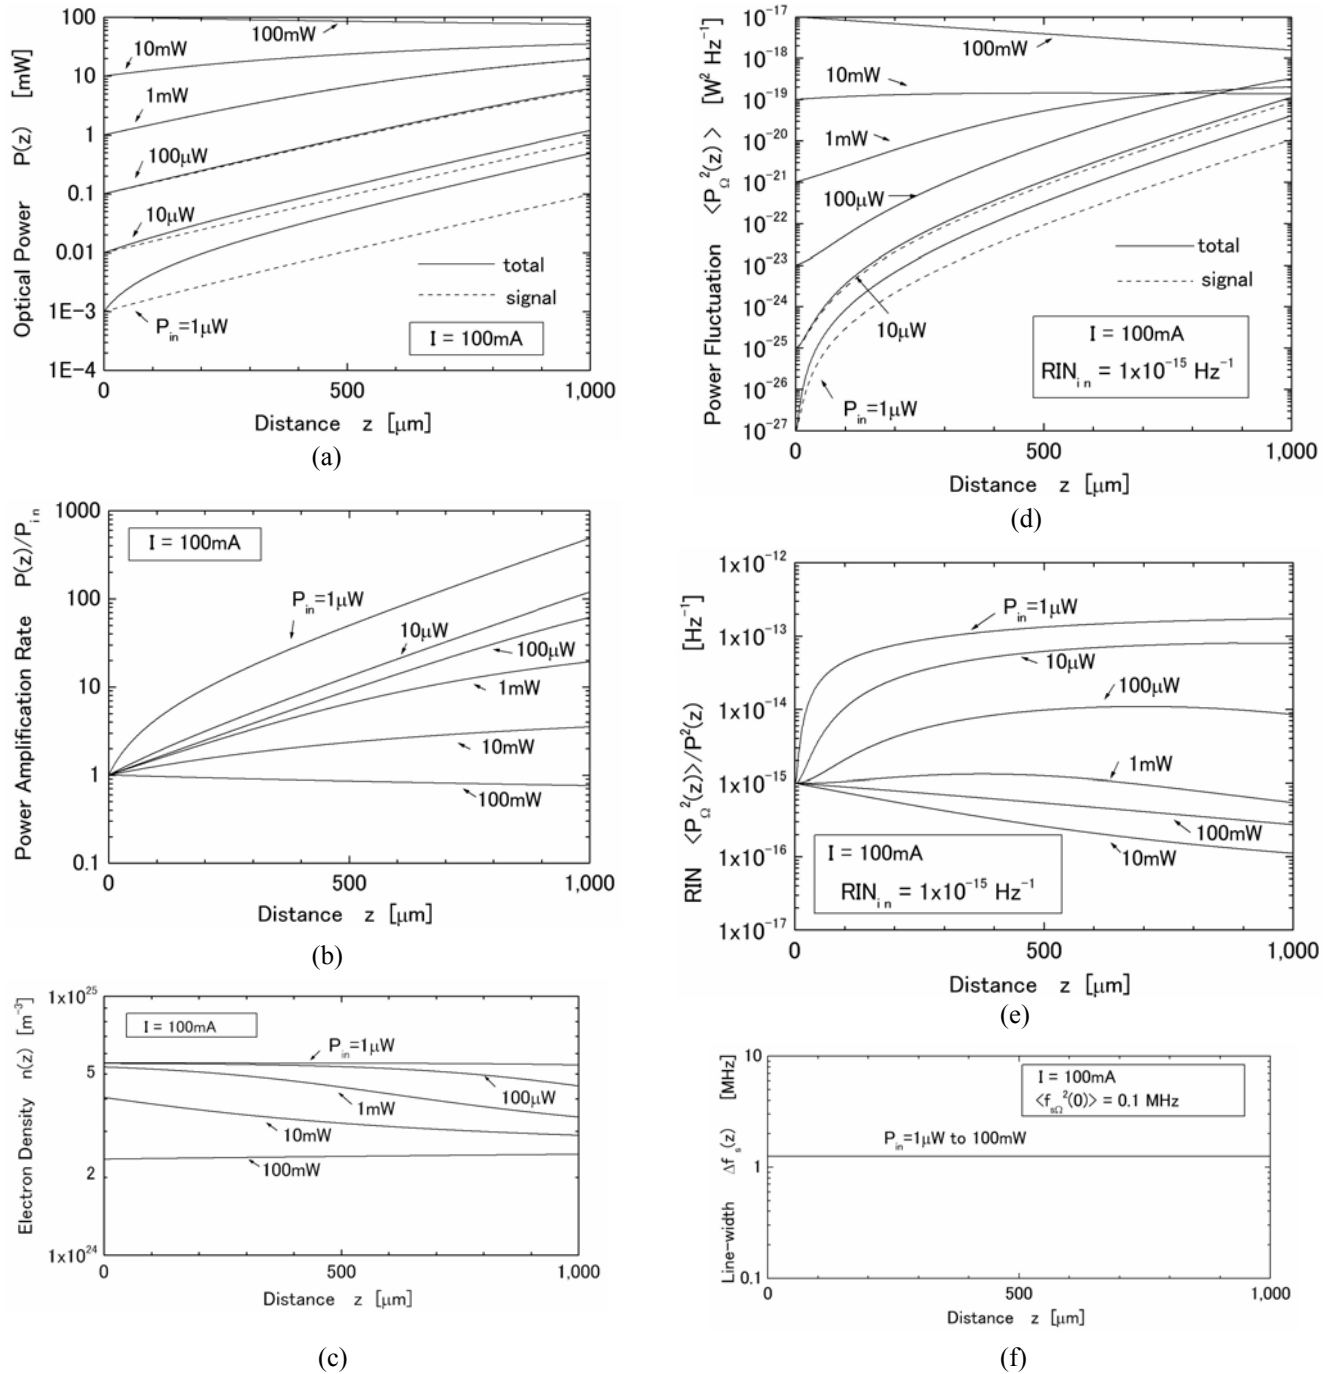 100
10
1
0.1
0.01
1E−3
1E−4
Optical Power P(z) [mW]
100mW
10mW
1mW
100μW
10μW
P_in=1μW
total
signal
I = 100mA
0
500
1,000
Distance z [μm]
(a)
1000
100
10
1
0.1
Power Amplification Rate P(z)/P_in
I = 100mA
P_in=1μW
10μW
100μW
1mW
10mW
100mW
0
500
1,000
Distance z [μm]
(b)
1x10^25
5
2
1x10^24
Electron Density n(z) [m^-3]
I = 100mA
P_in=1μW
100μW
1mW
10mW
100mW
0
500
1,000
Distance z [μm]
(c)
10^-17
10^-18
10^-19
10^-20
10^-21
10^-22
10^-23
10^-24
10^-25
10^-26
10^-27
Power Fluctuation <P_Ω^2(z) > [W^2 Hz^-1]
100mW
10mW
1mW
100μW
total
signal
10μW
I = 100mA
RIN_in = 1x10^-15 Hz^-1
P_in=1μW
0
500
1,000
Distance z [μm]
(d)
1x10^-12
1x10^-13
1x10^-14
1x10^-15
1x10^-16
1x10^-17
RIN <P_Ω^2(z)>/P^2(z) [Hz^-1]
P_in=1μW
10μW
100μW
1mW
100mW
10mW
I = 100mA
RIN_in = 1x10^-15 Hz^-1
0
500
1,000
Distance z [μm]
(e)
10
1
0.1
Line-width Δf_s(z) [MHz]
I = 100mA
<f_sΩ^2(0)> = 0.1 MHz
P_in=1μW to 100mW
0
500
1,000
Distance z [μm]
(f)